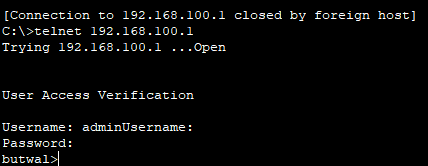 [Connection to 192.168.100.1 closed by foreign host]
C:\>telnet 192.168.100.1
Trying 192.168.100.1 ...Open
User Access Verification
Username: adminUsername:
Password:
butwal>